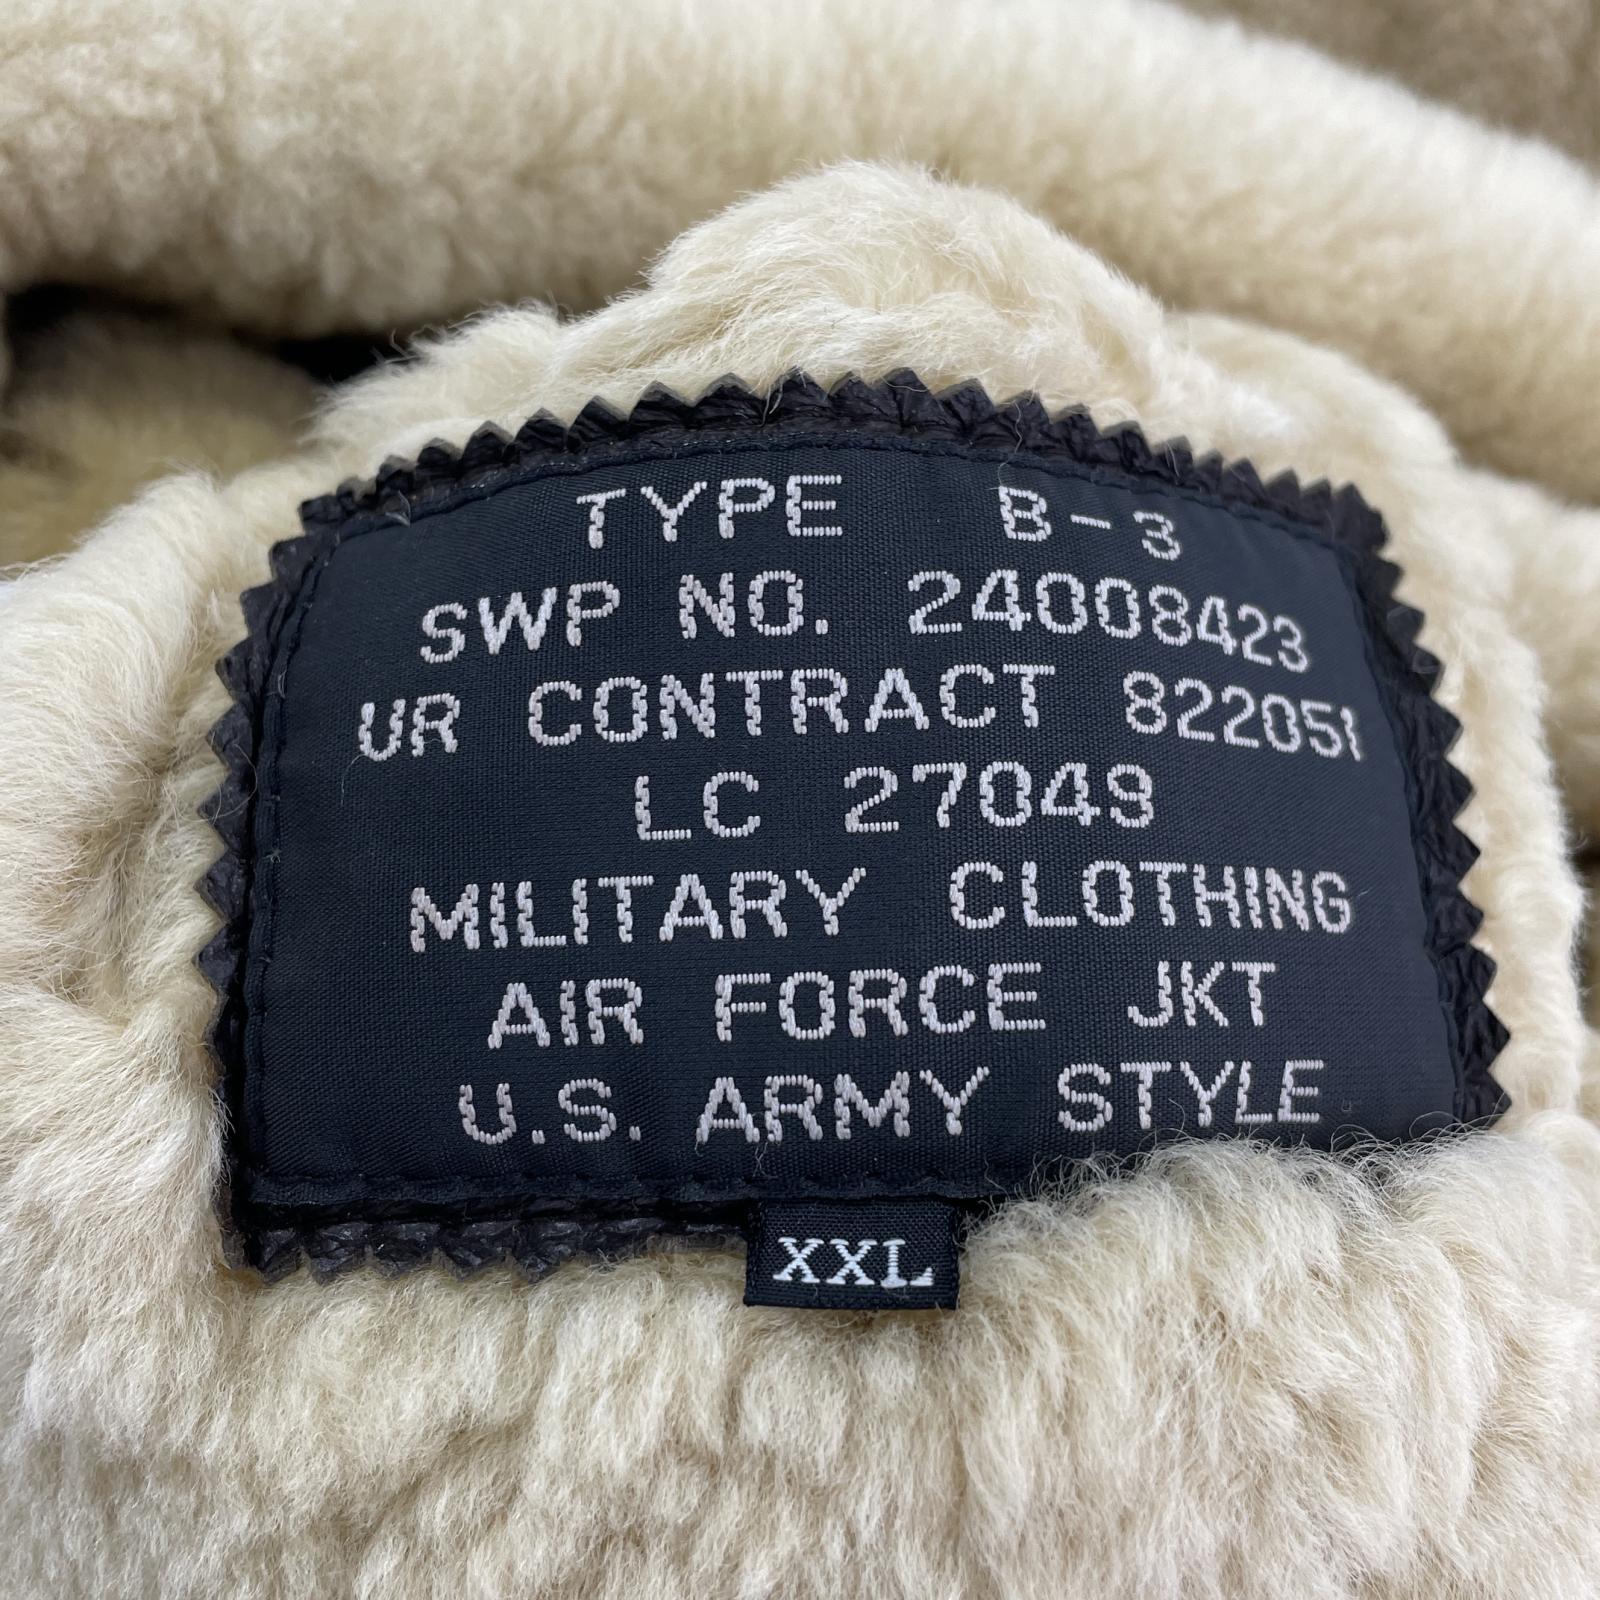 TYPE B-3
SWP NO. 24008423
UR CONTRACT 822051
LC 27049
MILITARY CLOTHING
AIR FORCE JKT
U.S. ARMY STYLE
XXL